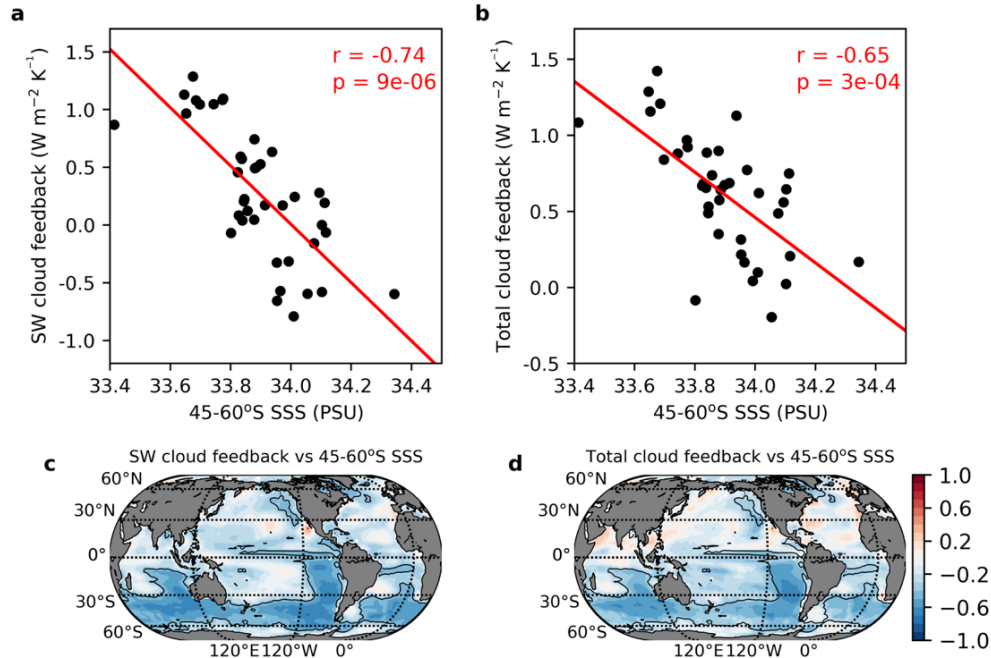 a
b
r = -0.74
p = 9e-06
r = -0.65
p = 3e-04
SW cloud feedback (W m⁻² K⁻¹)
1.5
1.0
0.5
0.0
-0.5
-1.0
33.4 33.6 33.8 34.0 34.2 34.4
45-60°S SSS (PSU)
Total cloud feedback (W m⁻² K⁻¹)
1.5
1.0
0.5
0.0
-0.5
33.4 33.6 33.8 34.0 34.2 34.4
45-60°S SSS (PSU)
c
SW cloud feedback vs 45-60°S SSS
60°N
30°N
0°
30°S
60°S
120°E120°W 0°
d
Total cloud feedback vs 45-60°S SSS
60°N
30°N
0°
30°S
60°S
120°E120°W 0°
1.0
0.6
0.2
−0.2
−0.6
−1.0